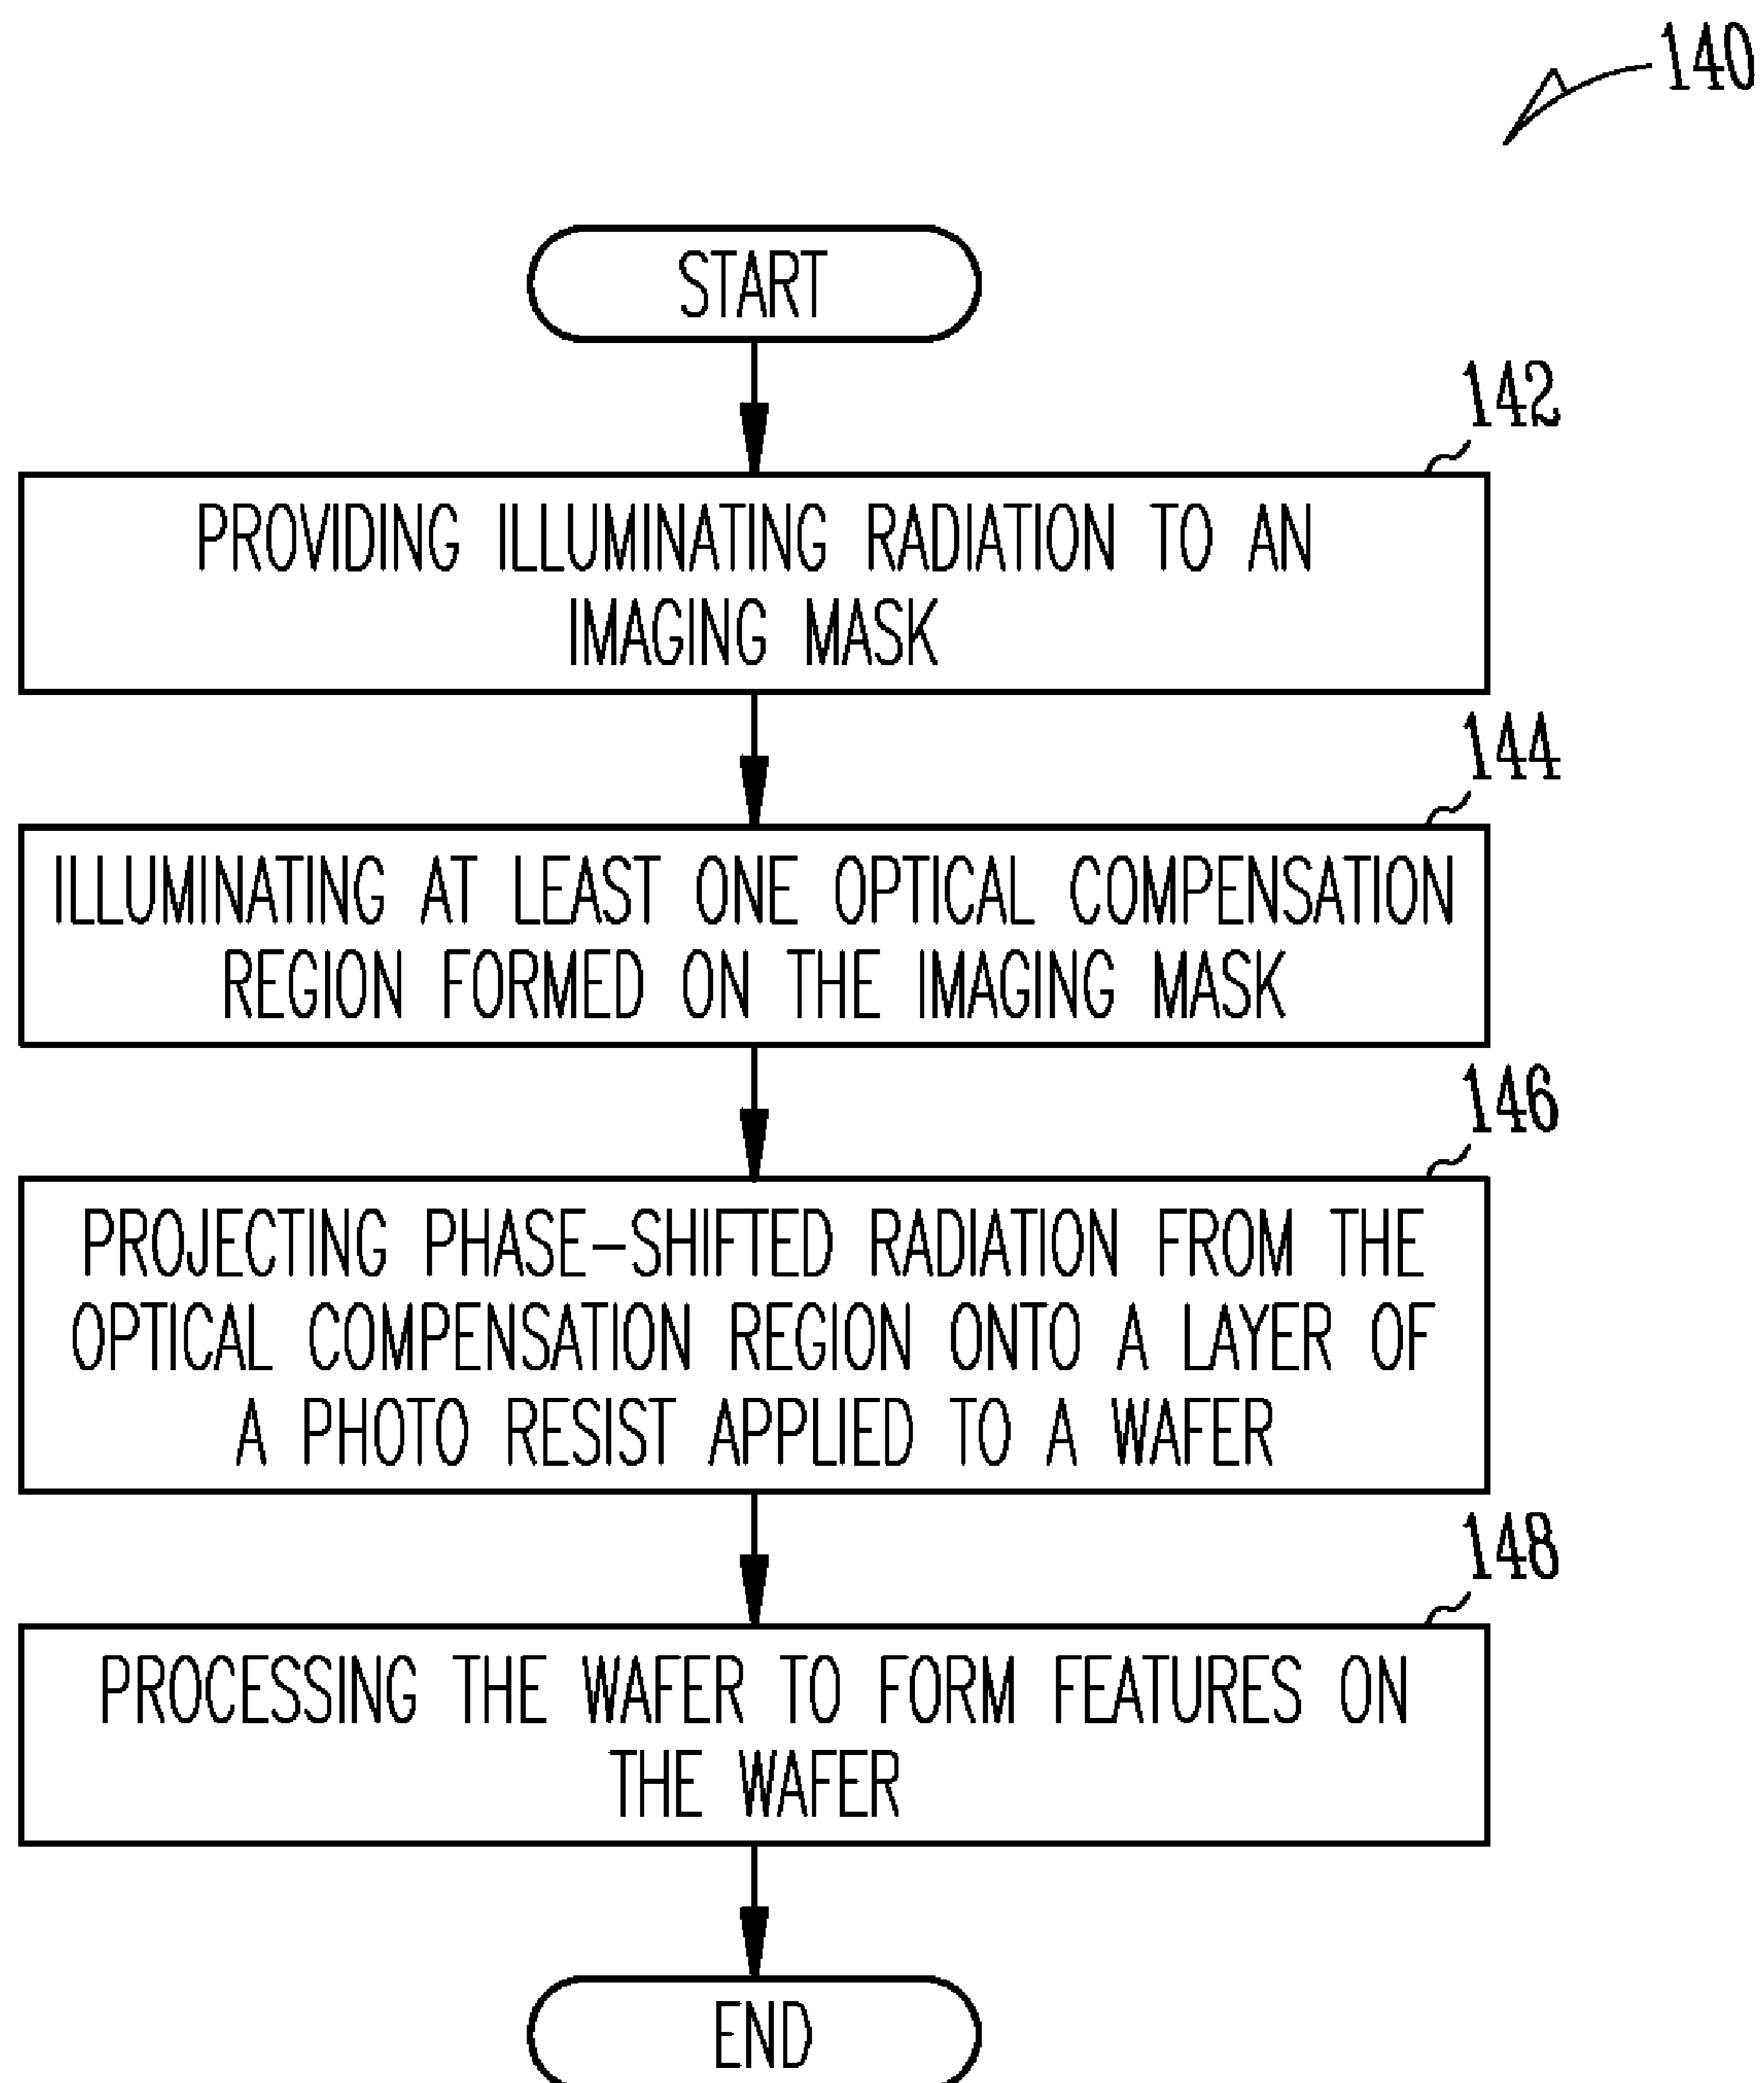 140
START
142
PROVIDING ILLUMINATING RADIATION TO AN
IMAGING MASK
144
ILLUMINATING AT LEAST ONE OPTICAL COMPENSATION
REGION FORMED ON THE IMAGING MASK
146
PROJECTING PHASE-SHIFTED RADIATION FROM THE
OPTICAL COMPENSATION REGION ONTO A LAYER OF
A PHOTO RESIST APPLIED TO A WAFER
148
PROCESSING THE WAFER TO FORM FEATURES ON
THE WAFER
END